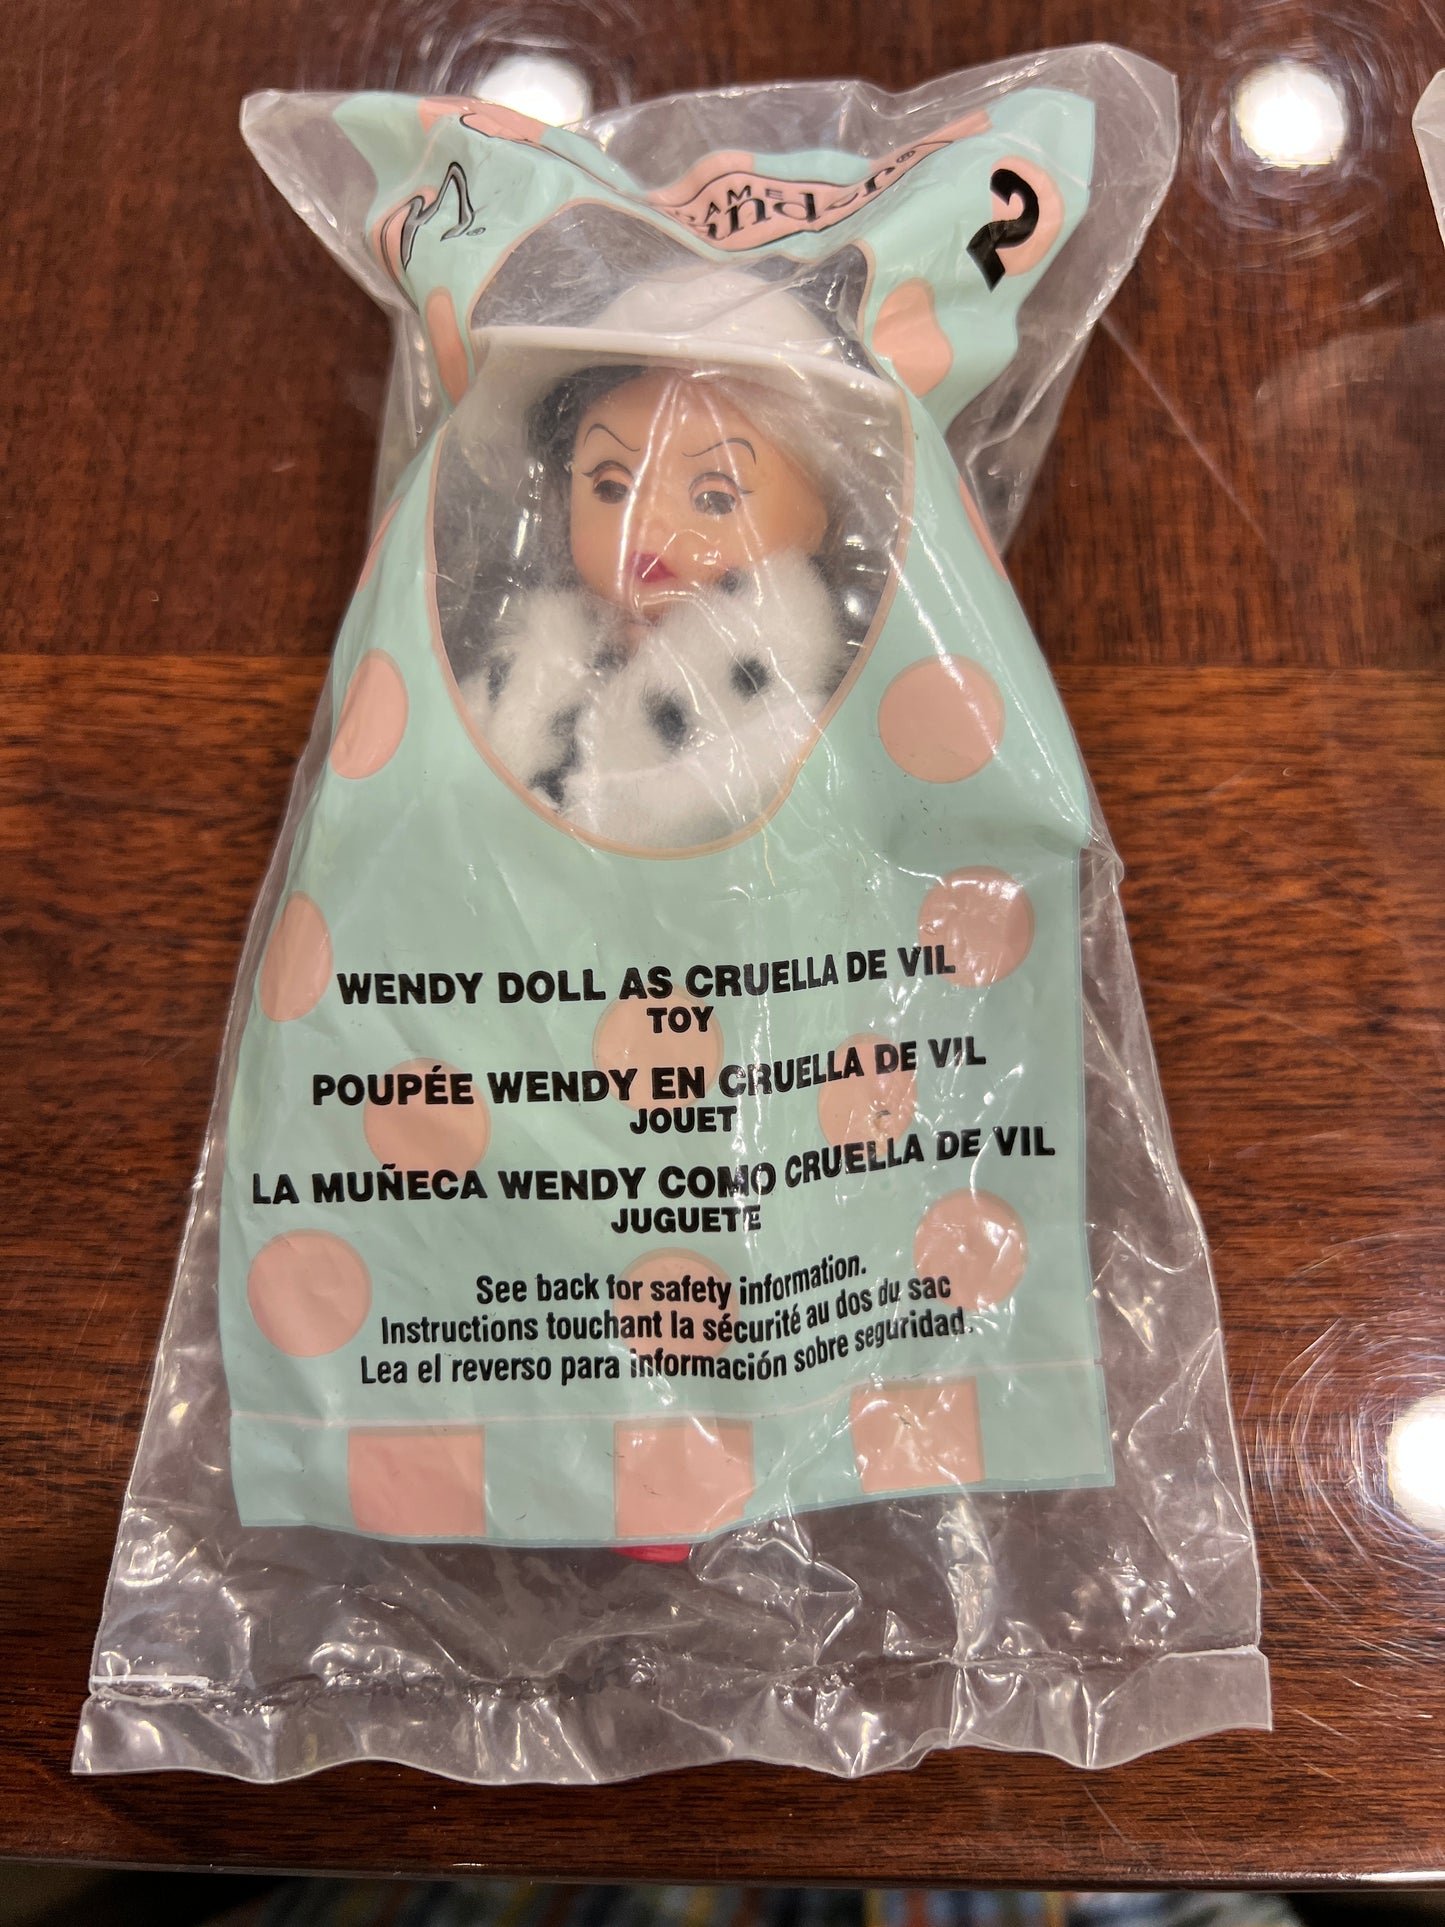 M®
2
WENDY DOLL AS CRUELLA DE VIL
TOY
POUPÉE WENDY EN CRUELLA DE VIL
JOUET
LA MUÑECA WENDY COMO CRUELLA DE VIL
JUGUETE
See back for safety information.
Instructions touchant la sécurité au dos du sac
Lea el reverso para información sobre seguridad.